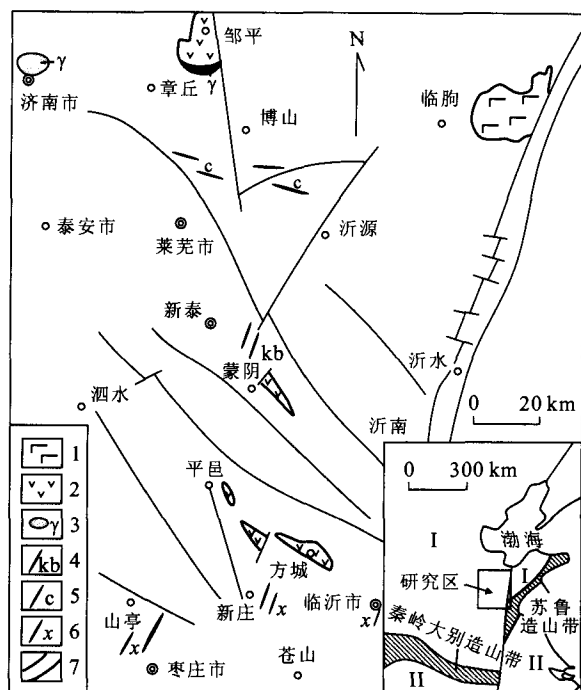 邹平
N
γ
γ
济南市
章丘
临朐
博山
c
c
泰安市
莱芜市
沂源
新泰
kb
蒙阴
沂水
泗水
沂南
0 20 km
平邑
方城
新庄
x
临沂市
x
山亭
x
枣庄市
苍山
1
2
γ 3
kb 4
c 5
x 6
7
0 300 km
渤海
I
I
研究区
苏鲁
造山带
秦岭大别造山带
II
II